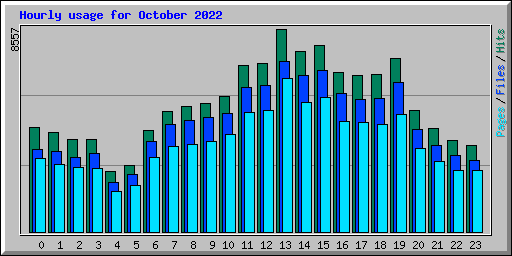 Hourly usage for October 2022
8557
Pages/Files/Hits
0 1 2 3 4 5 6 7 8 9 10 11 12 13 14 15 16 17 18 19 20 21 22 23